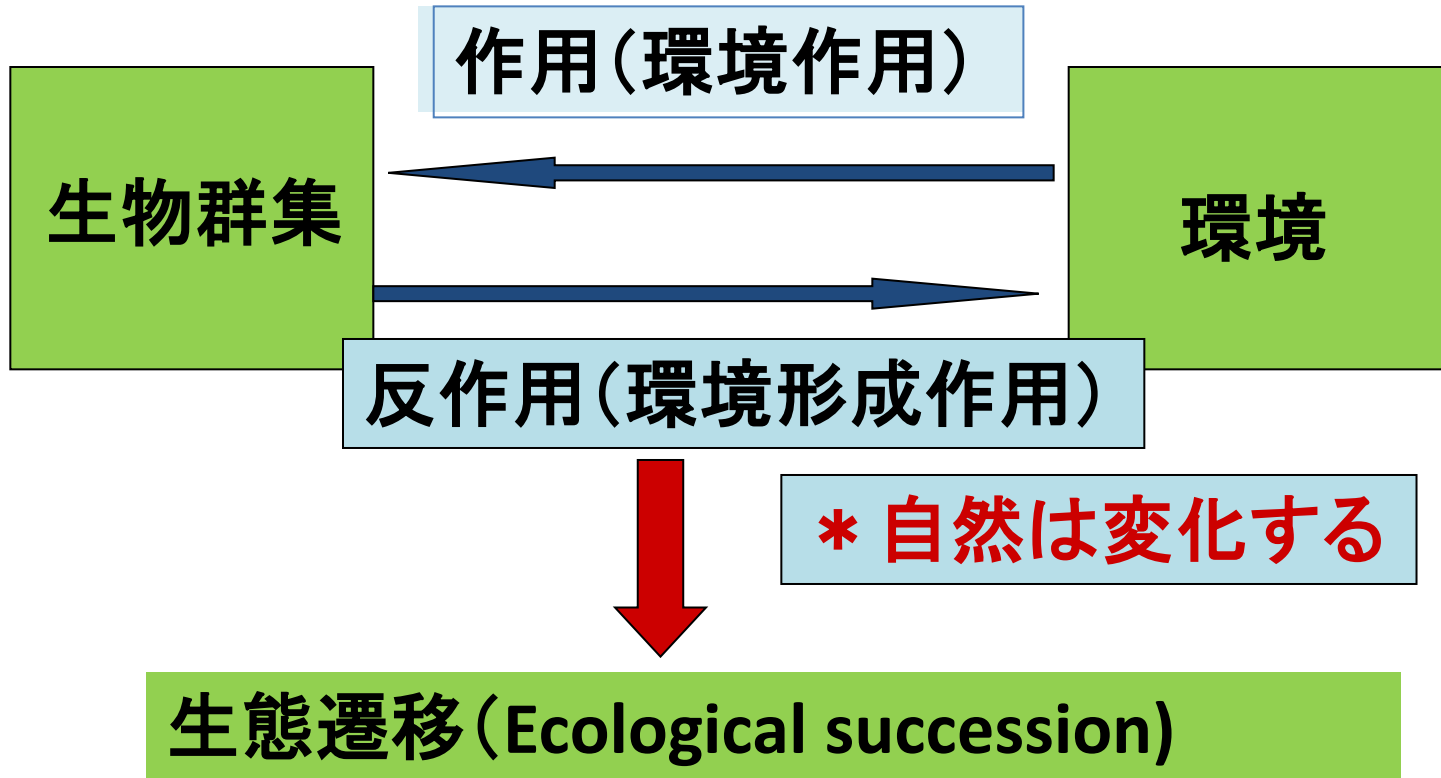 作用（環境作用）
生物群集
環境
反作用（環境形成作用）
＊自然は変化する
生態遷移（Ecological succession)